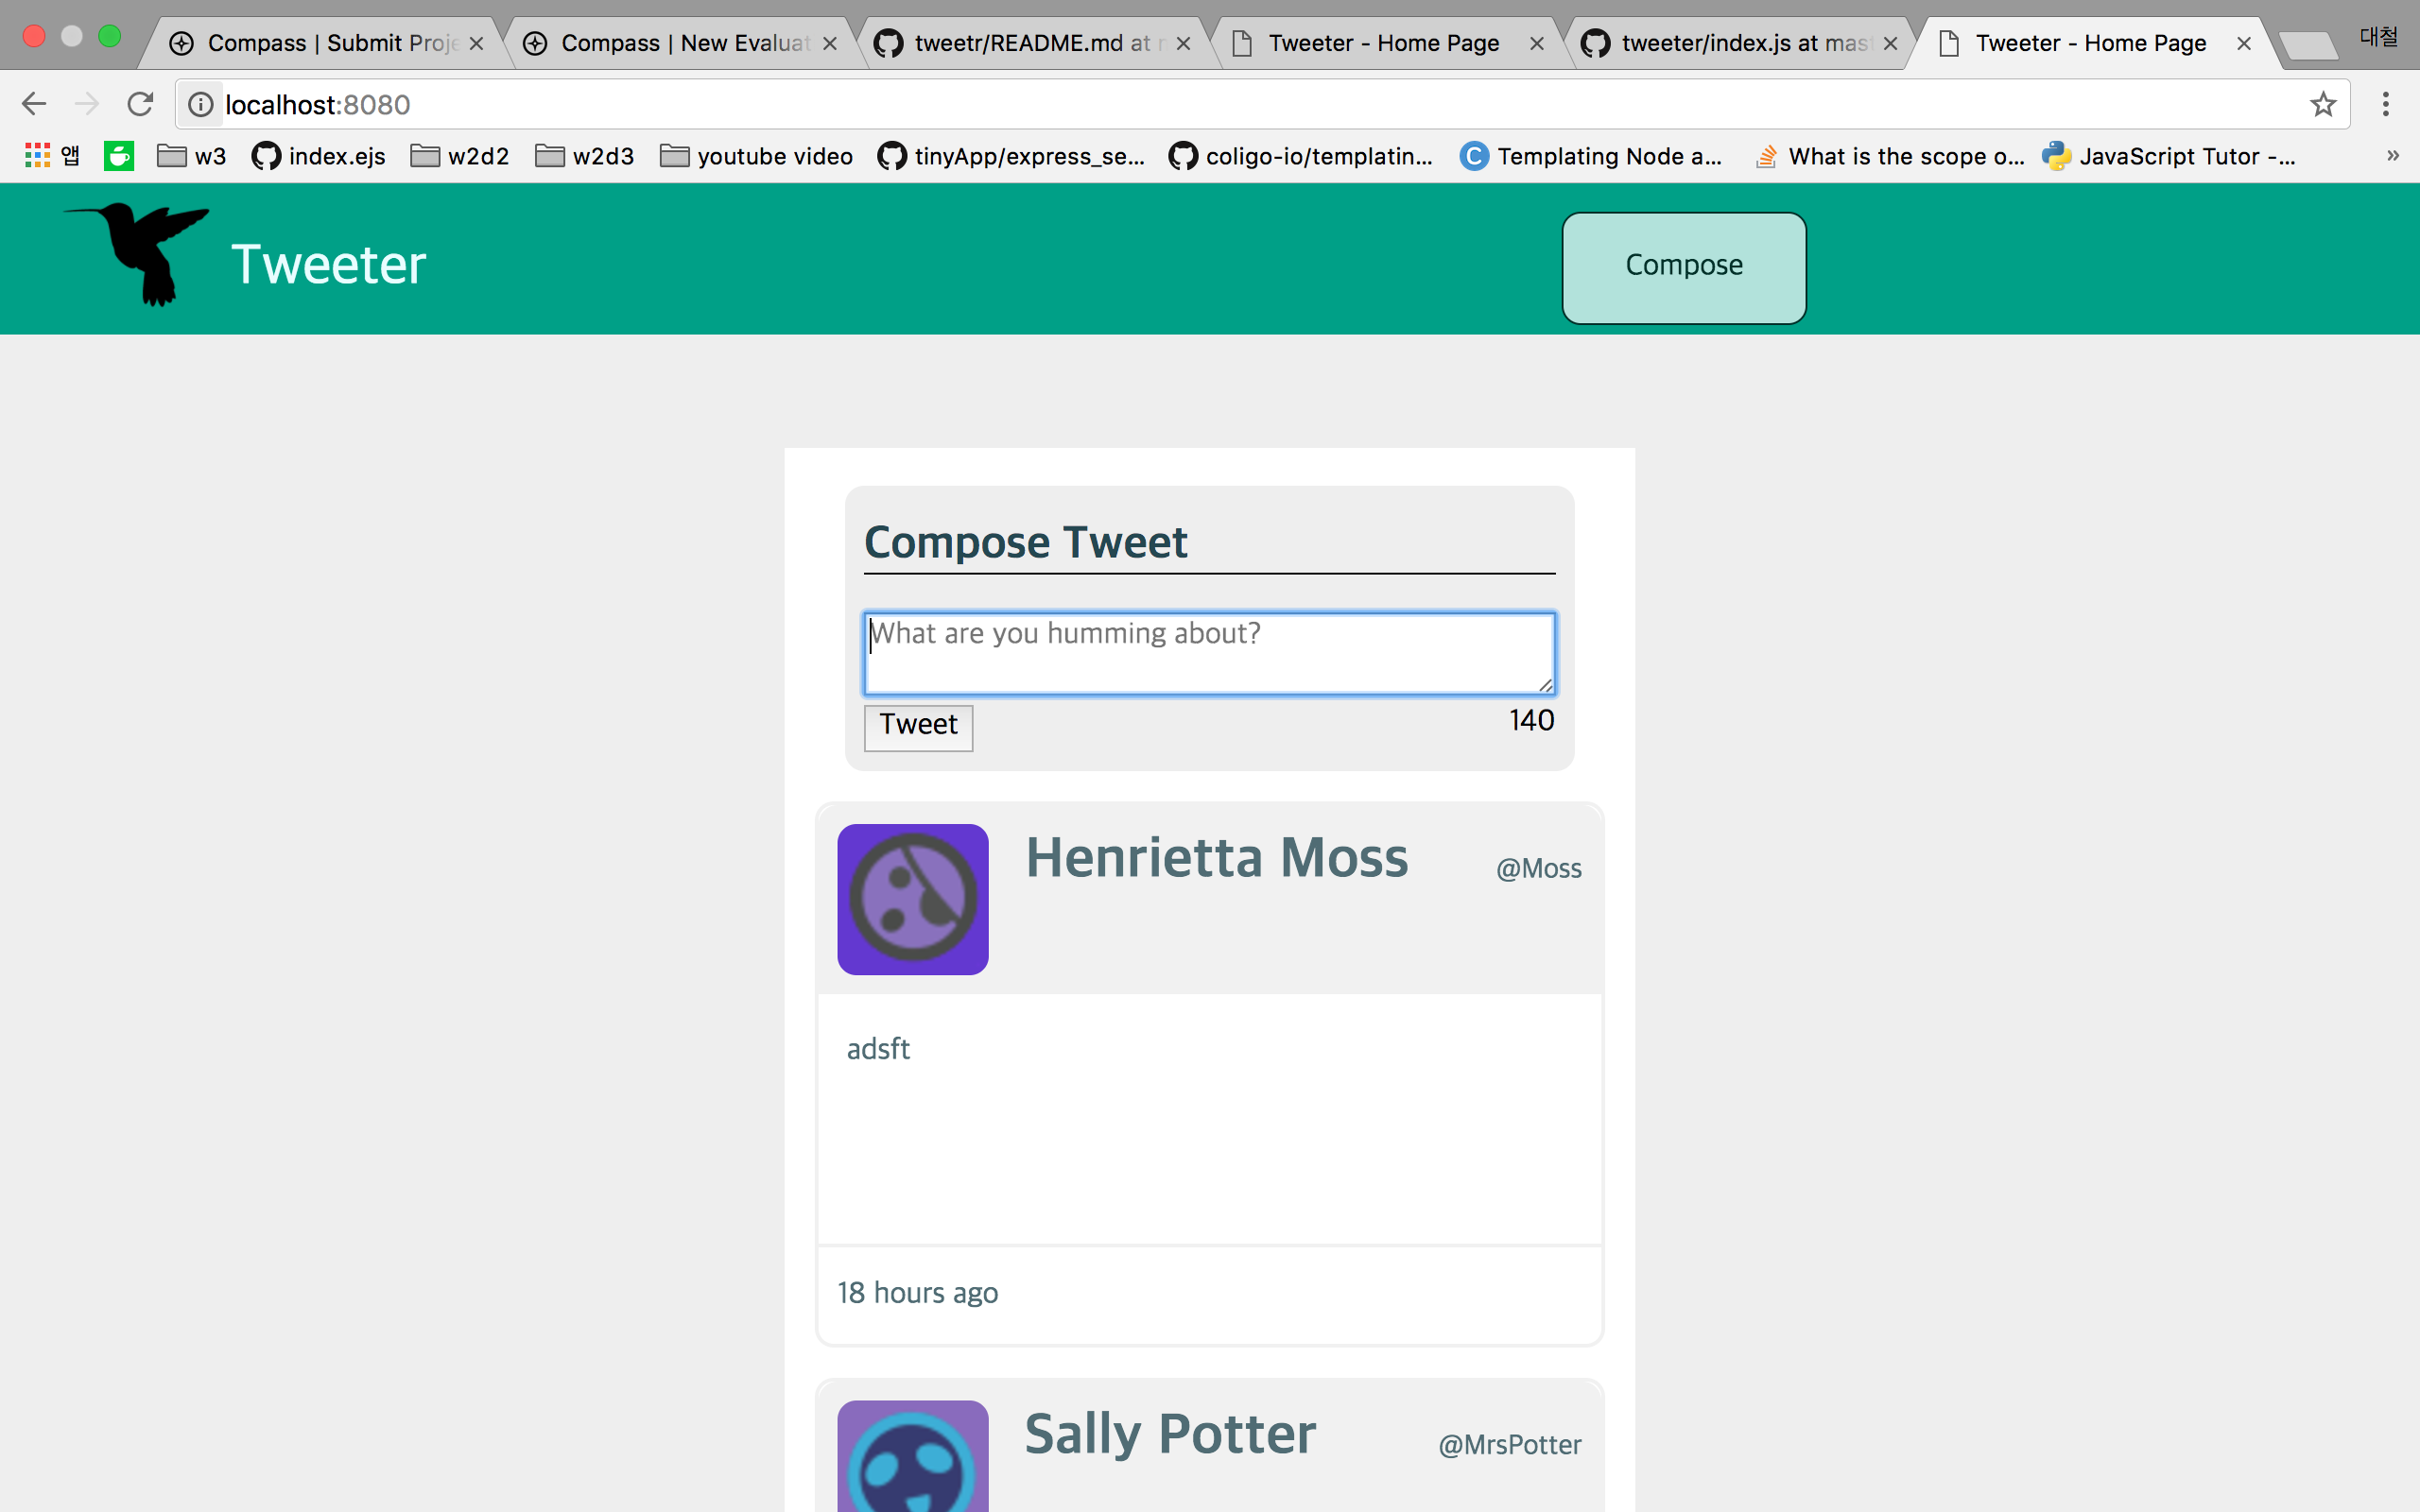 Compass | Submit Proje
Compass | New Evaluat
tweetr/README.md at
Tweeter - Home Page
tweeter/index.js at mast
Tweeter - Home Page
대철
localhost:8080
앱
w3
index.ejs
w2d2
w2d3
youtube video
tinyApp/express_se...
coligo-io/templatin...
Templating Node a...
What is the scope o...
JavaScript Tutor -...
»
Tweeter
Compose
Compose Tweet
What are you humming about?
Tweet
140
Henrietta Moss
@Moss
adsft
18 hours ago
Sally Potter
@MrsPotter